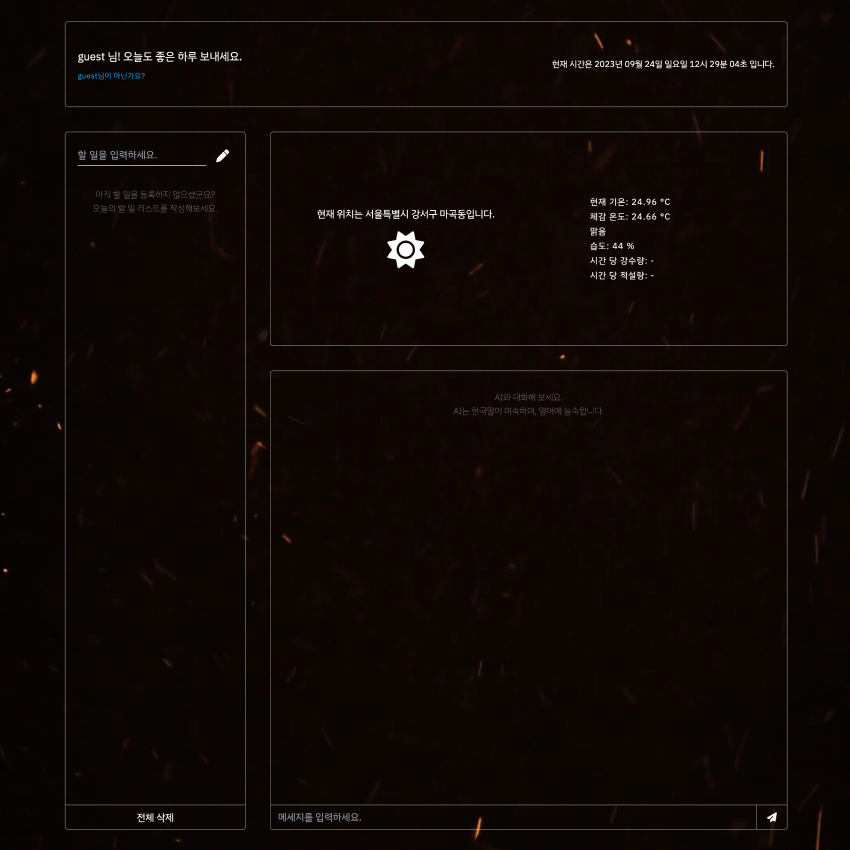 guest 님! 오늘도 좋은 하루 보내세요.
guest님이 아닌가요?
현재 시간은 2023년 09월 24일 일요일 12시 29분 04초 입니다.
할 일을 입력하세요.
아직 할 일을 등록하지 않으셨군요?
오늘의 할 일 리스트를 작성해보세요.
전체 삭제
현재 위치는 서울특별시 강서구 마곡동입니다.
현재 기온: 24.96 °C
체감 온도: 24.66 °C
맑음
습도: 44 %
시간 당 강수량: -
시간 당 적설량: -
AI와 대화해 보세요.
AI는 한국말이 미숙하며, 영어에 능숙합니다.
메세지를 입력하세요.